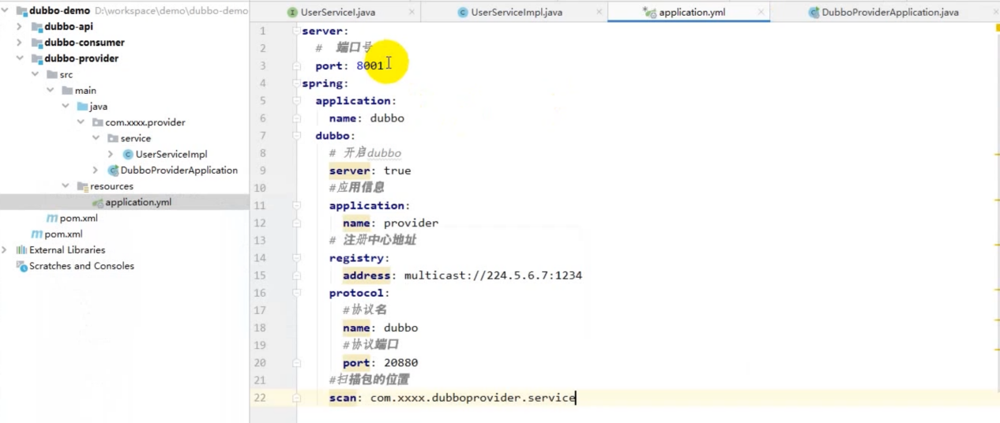 dubbo-demo D:\workspace\demo\dubbo-demo
dubbo-api
dubbo-consumer
dubbo-provider
src
main
java
com.xxxx.provider
service
UserServiceImpl
DubboProviderApplication
resources
application.yml
pom.xml
pom.xml
External Libraries
Scratches and Consoles
UserServiceI.java
UserServiceImpl.java
application.yml
DubboProviderApplication.java
1 server:
2 # 端口号
3 port: 8001
4 spring:
5 application:
6 name: dubbo
7 dubbo:
8 # 开启dubbo
9 server: true
10 #应用信息
11 application:
12 name: provider
13 # 注册中心地址
14 registry:
15 address: multicast://224.5.6.7:1234
16 protocol:
17 #协议名
18 name: dubbo
19 #协议端口
20 port: 20880
21 #扫描包的位置
22 scan: com.xxxx.dubboprovider.service